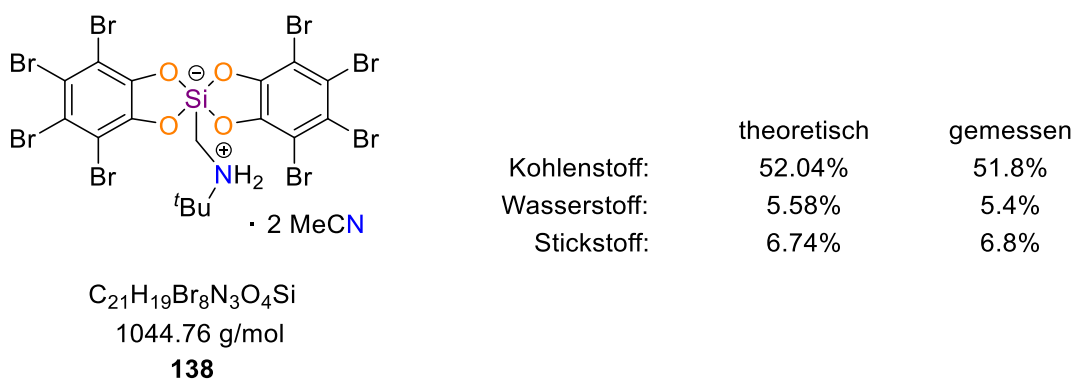 Br
Br Br
Br O ⊖ O Br
Si
Br O O Br
⊕
Br NH₂ Br
ᵗBu
· 2 MeCN
C₂₁H₁₉Br₈N₃O₄Si
1044.76 g/mol
138
theoretisch gemessen
Kohlenstoff: 52.04% 51.8%
Wasserstoff: 5.58% 5.4%
Stickstoff: 6.74% 6.8%